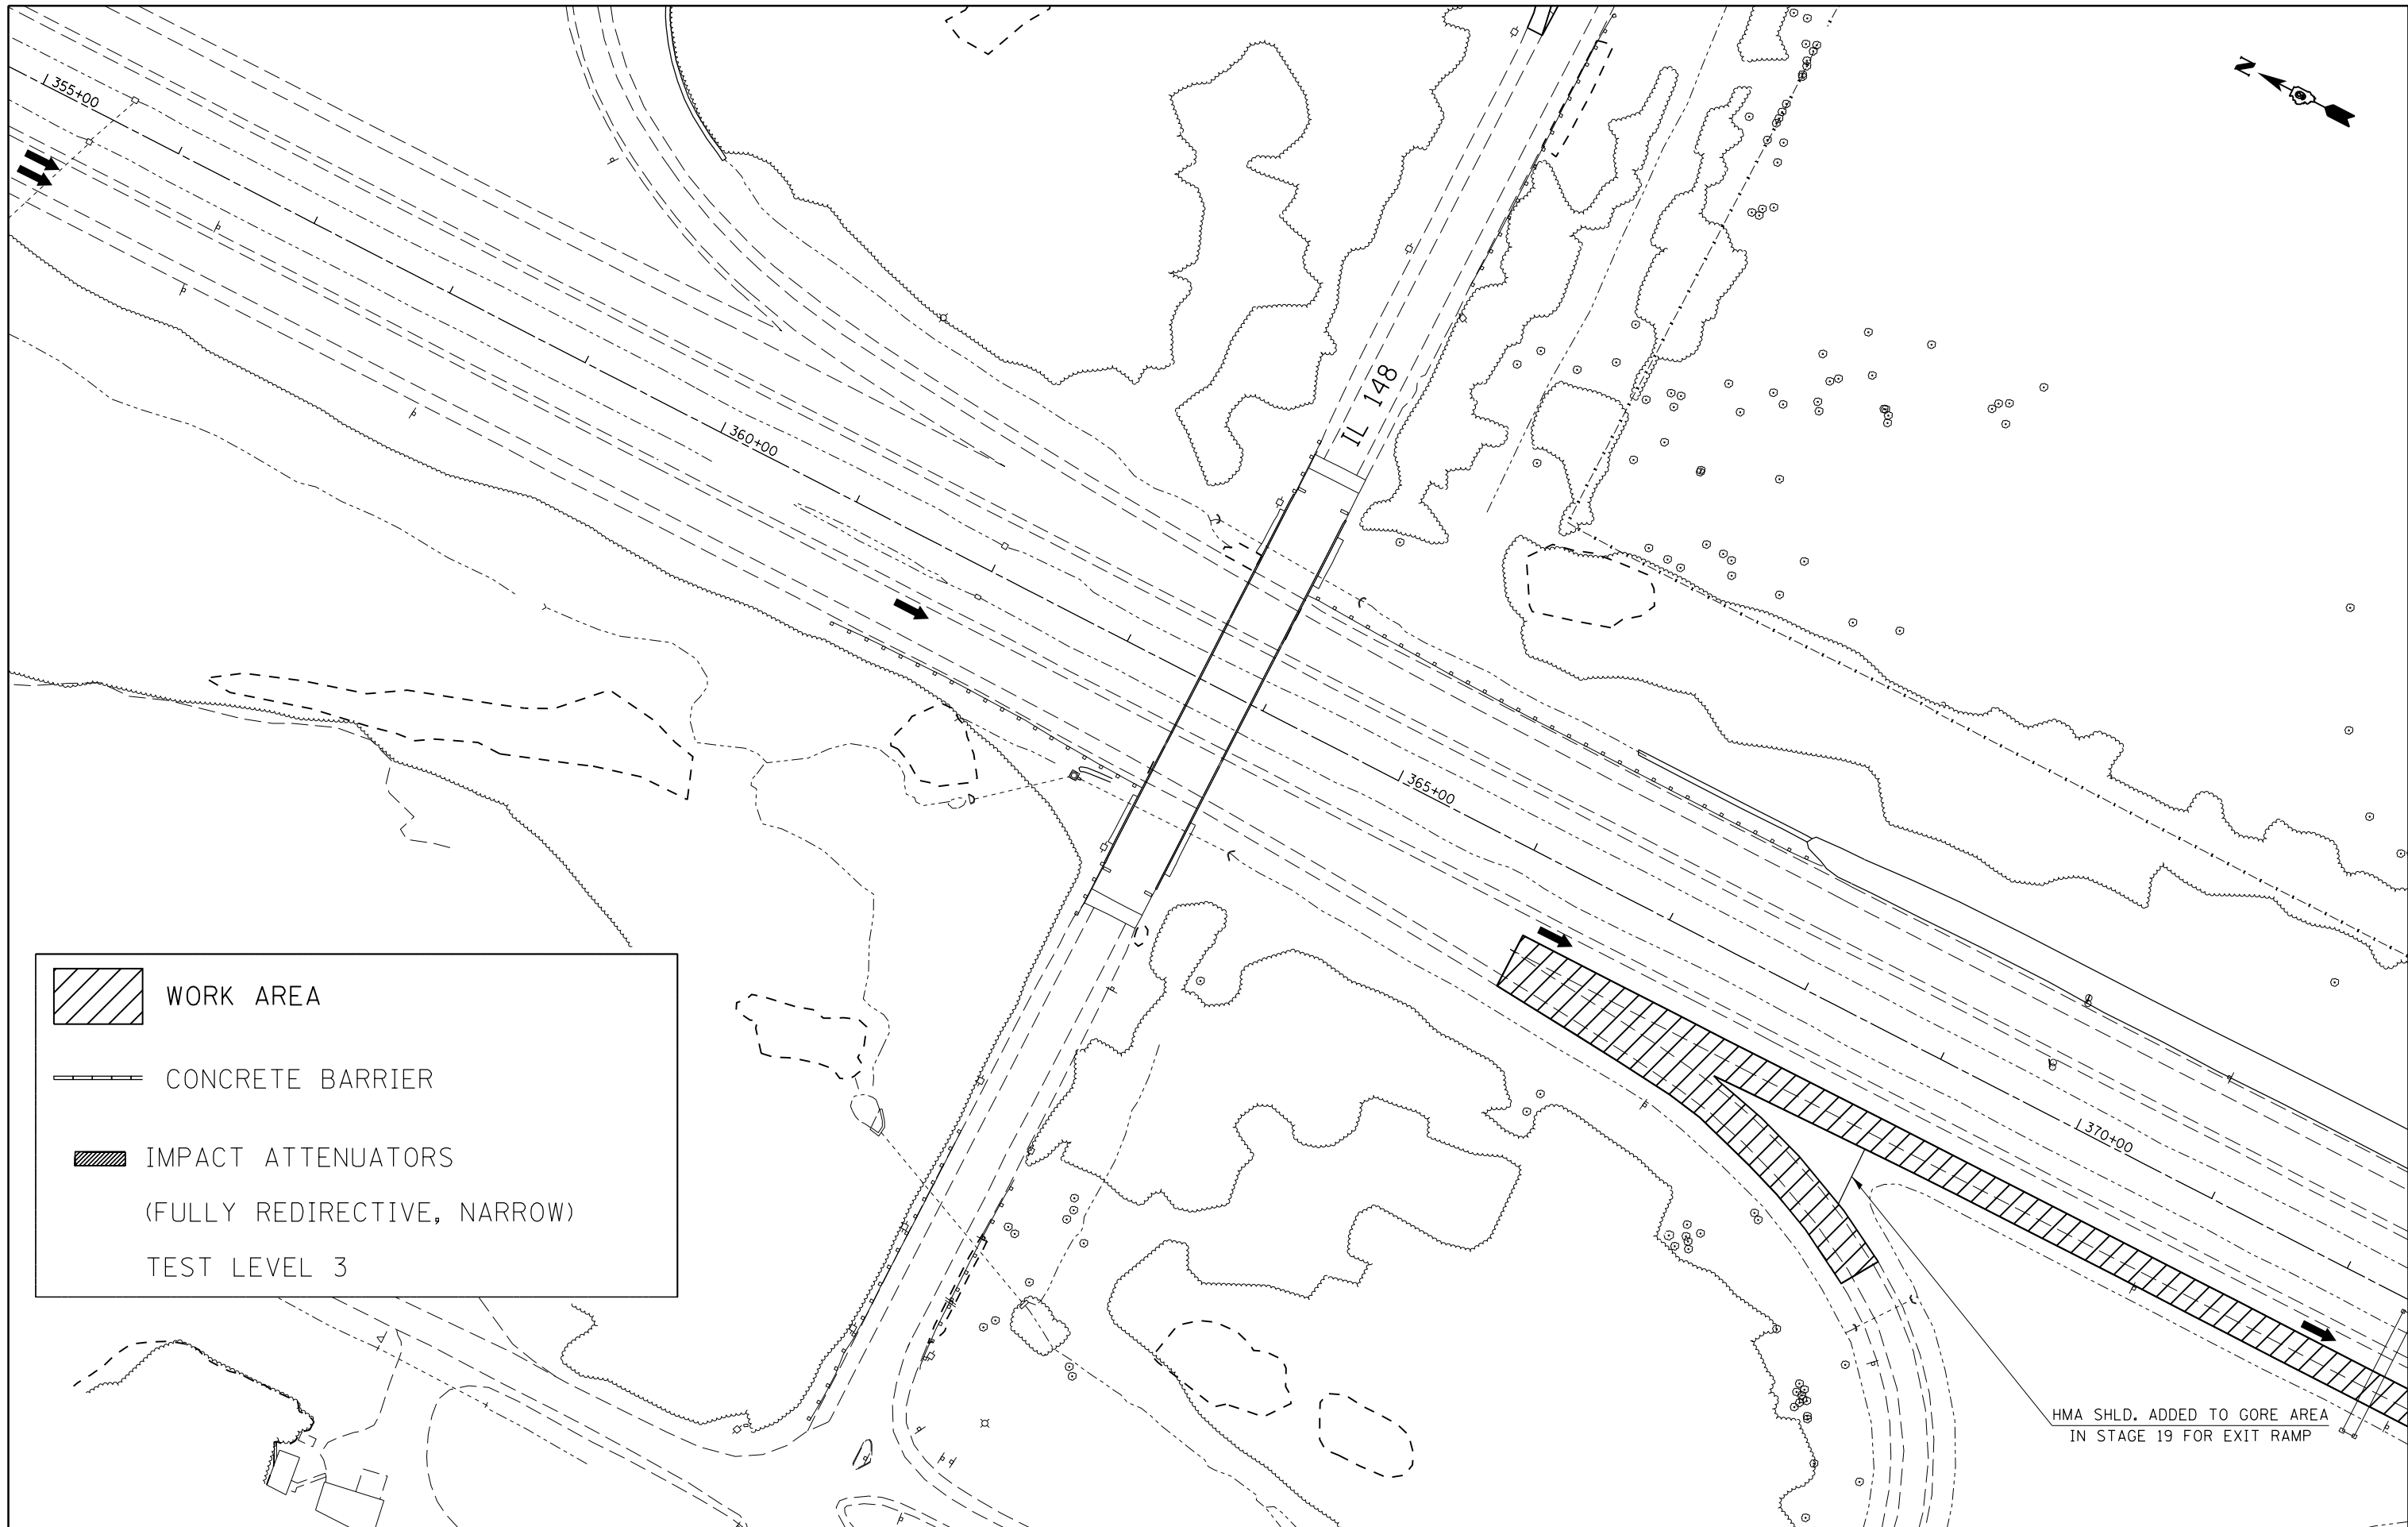 N
355+00
IL 148
360+00
365+00
370+00
WORK AREA
CONCRETE BARRIER
IMPACT ATTENUATORS
(FULLY REDIRECTIVE, NARROW)
TEST LEVEL 3
HMA SHLD. ADDED TO GORE AREA
IN STAGE 19 FOR EXIT RAMP